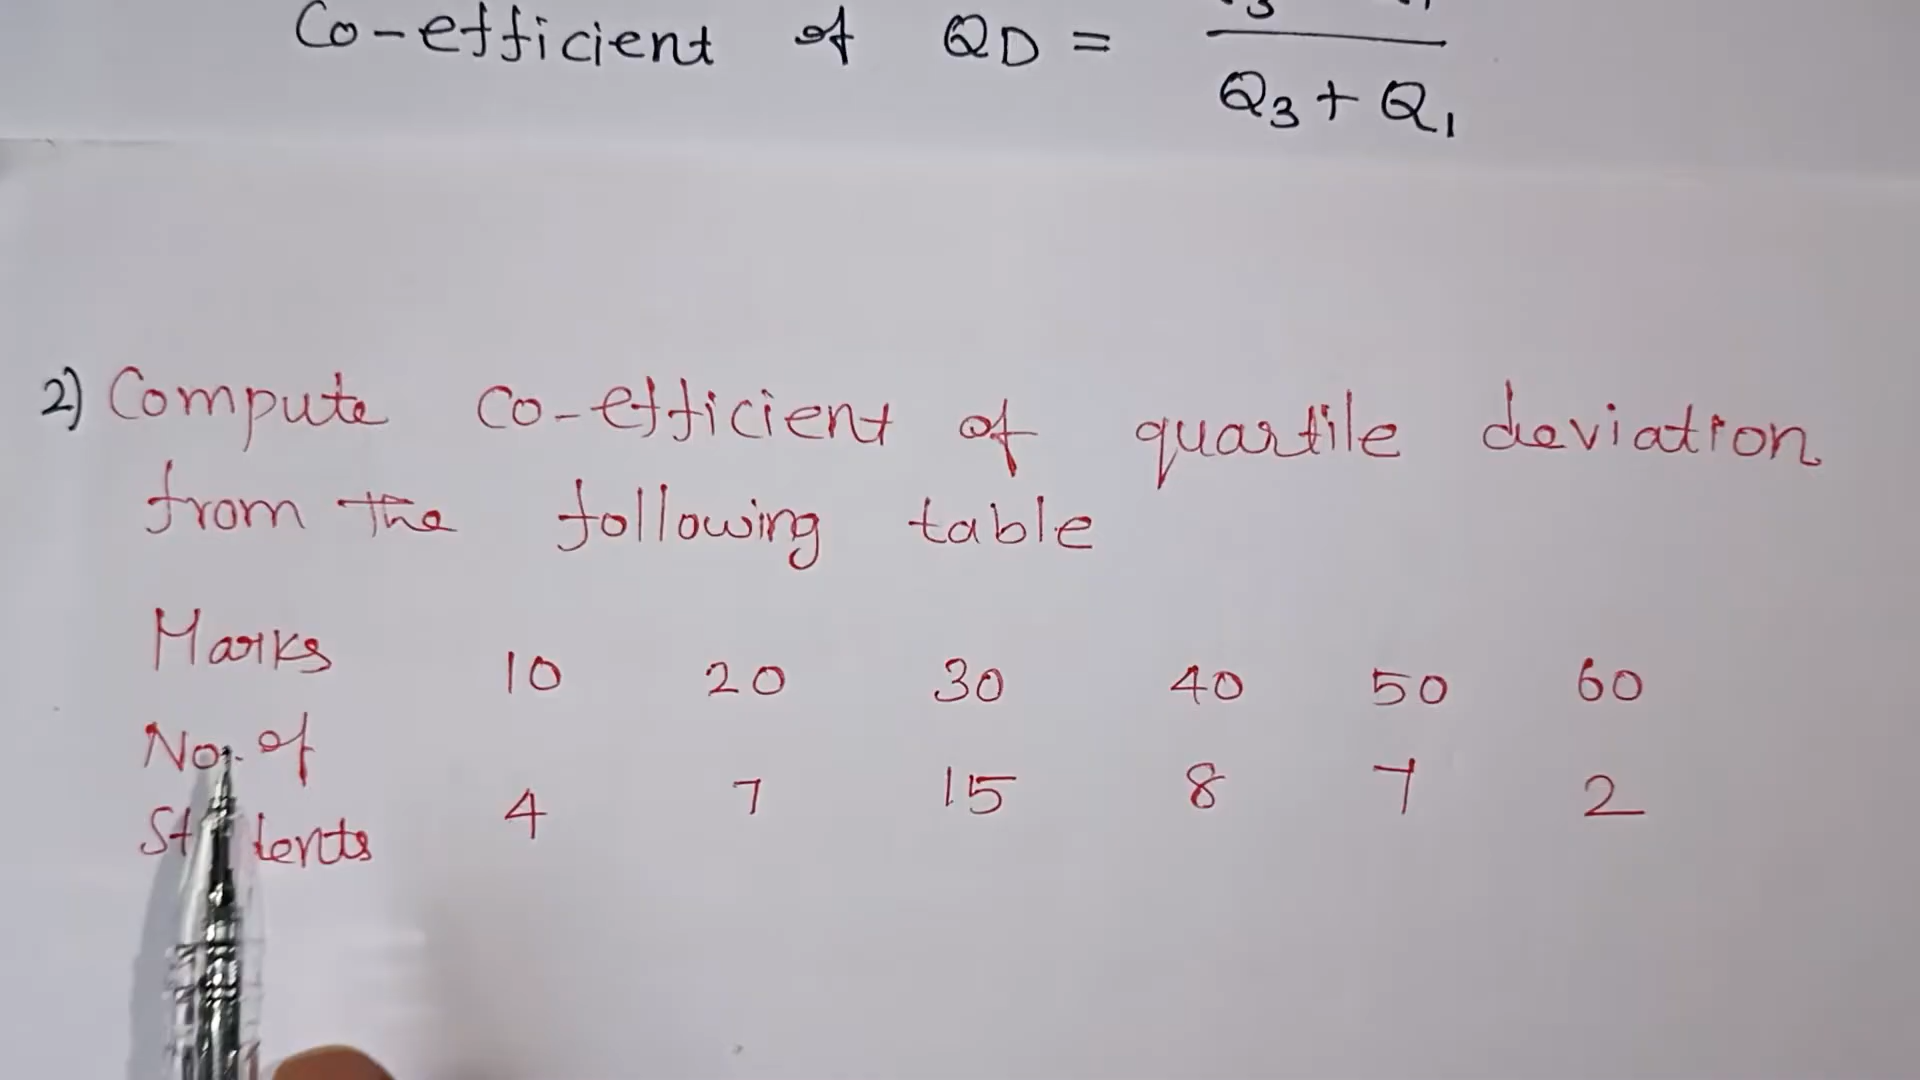 Co-efficient of QD =
Q3 + Q1
2) Compute co-efficient of quartile deviation
from the following table
Marks 10 20 30 40 50 60
No. of
Students 4 7 15 8 7 2